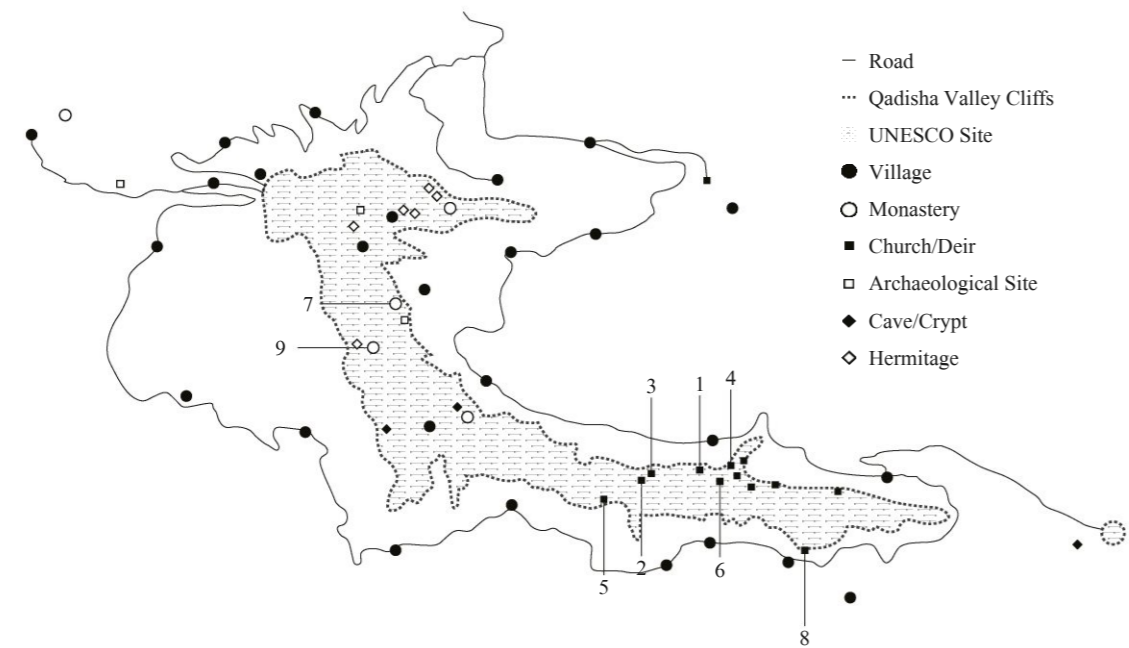 Road
Qadisha Valley Cliffs
UNESCO Site
Village
Monastery
Church/Deir
Archaeological Site
Cave/Crypt
Hermitage
7
9
3
1
4
5
2
6
8